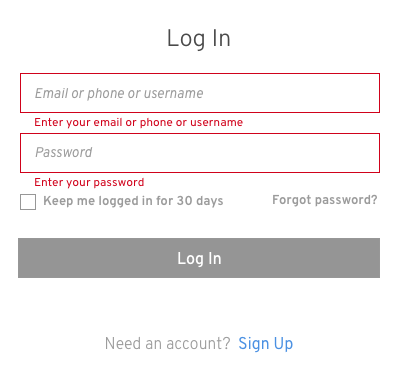 Log In
Email or phone or username
Enter your email or phone or username
Password
Enter your password
Keep me logged in for 30 days Forgot password?
Log In
Need an account? Sign Up